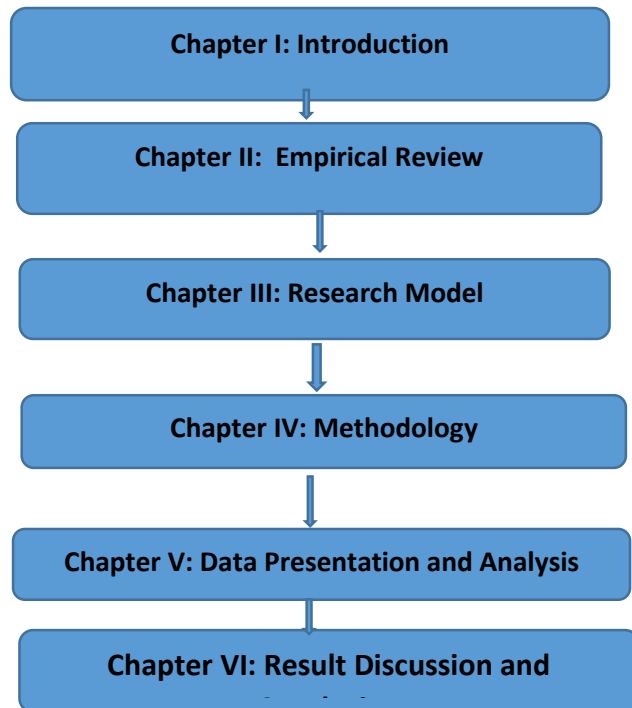 Chapter I: Introduction
Chapter II: Empirical Review
Chapter III: Research Model
Chapter IV: Methodology
Chapter V: Data Presentation and Analysis
Chapter VI: Result Discussion and